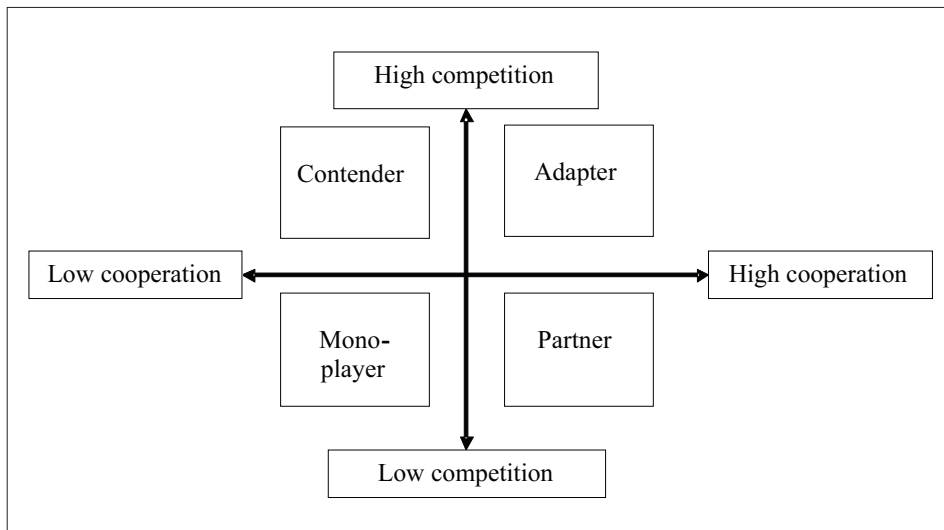 High competition
Contender
Adapter
Low cooperation
High cooperation
Mono-
player
Partner
Low competition